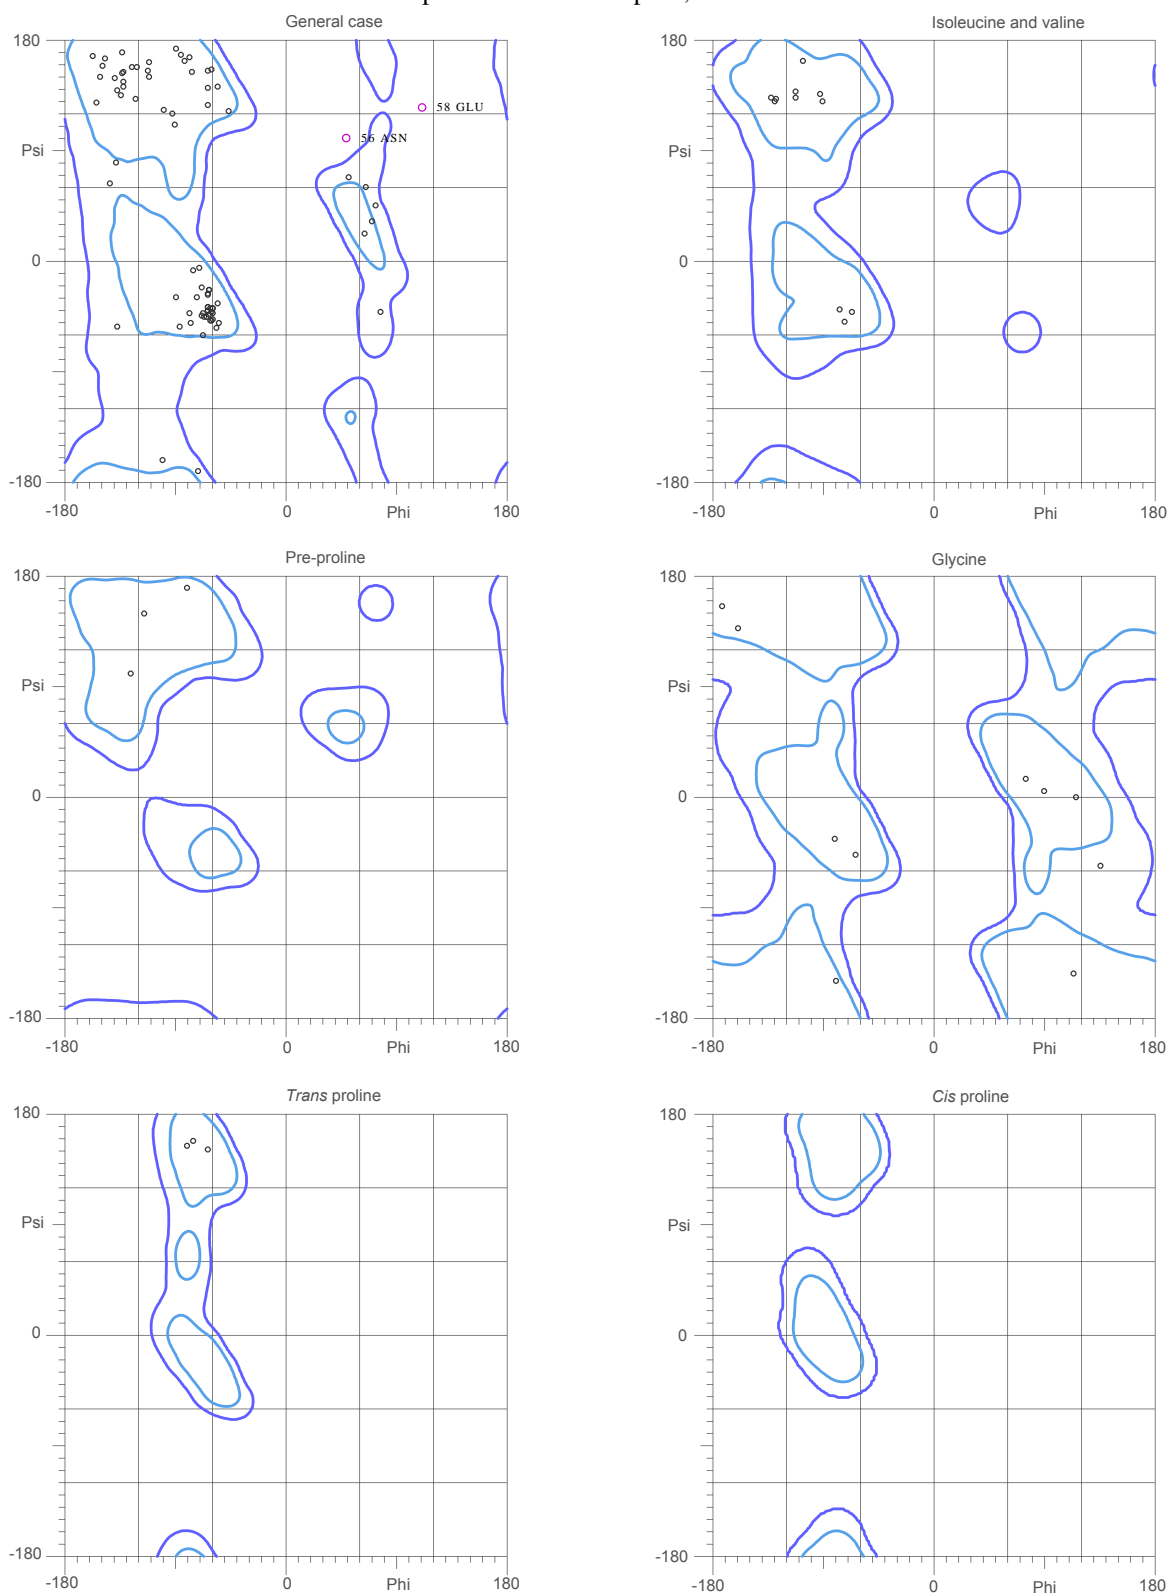 General case
180
58 GLU
56 ASN
Psi
0
-180
-180
0
Phi
180
Isoleucine and valine
180
Psi
0
-180
-180
0
Phi
180
Pre-proline
180
Psi
0
-180
-180
0
Phi
180
Glycine
180
Psi
0
-180
-180
0
Phi
180
Trans proline
180
Psi
0
-180
-180
0
Phi
180
Cis proline
180
Psi
0
-180
-180
0
Phi
180